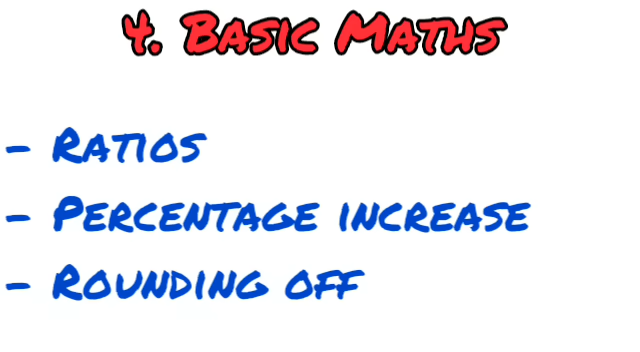 4. Basic Maths
- Ratios
- Percentage increase
- Rounding off